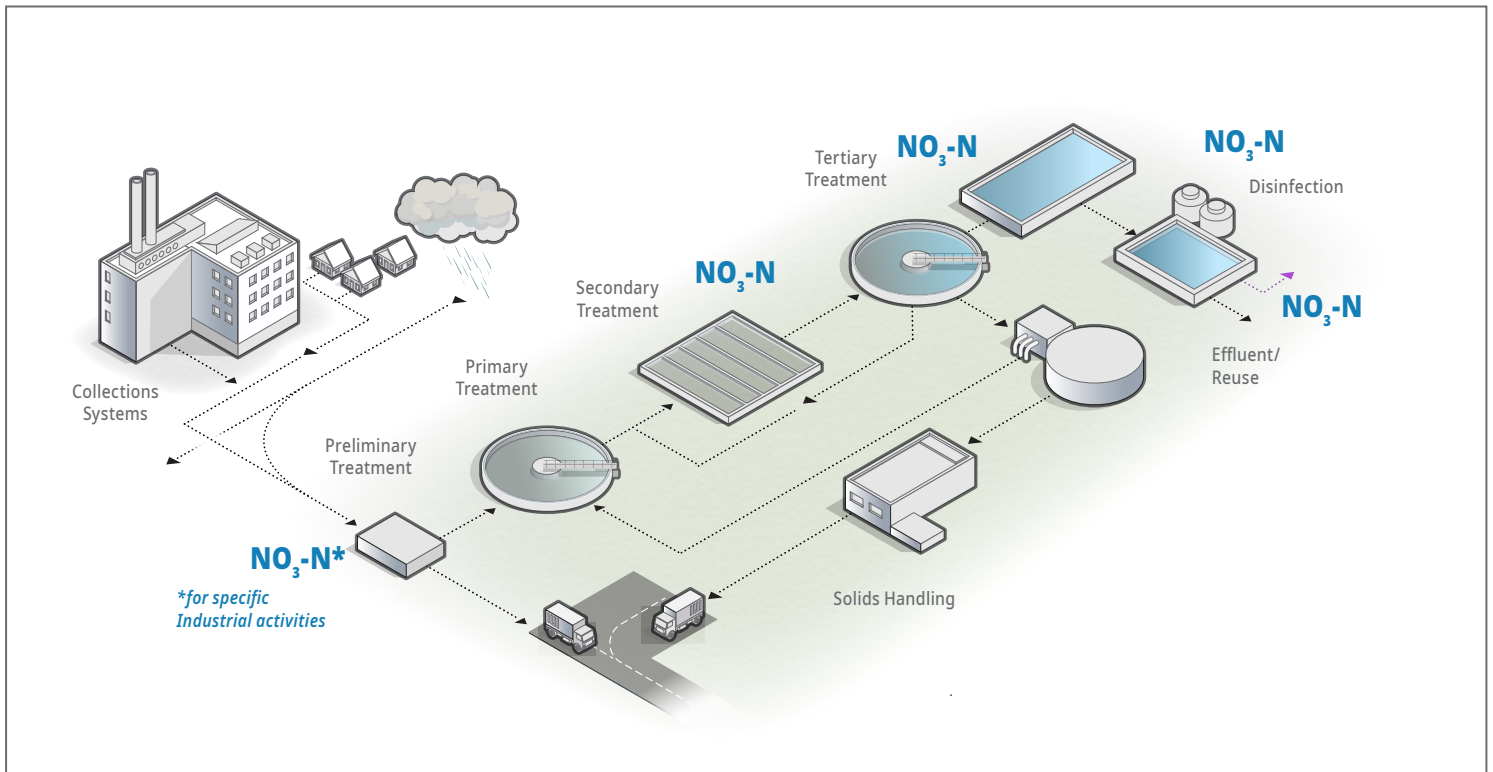 Collections
Systems
Preliminary
Treatment
NO₃-N*
*for specific
Industrial activities
Primary
Treatment
Secondary
Treatment
NO₃-N
Tertiary
Treatment
NO₃-N
NO₃-N
Disinfection
NO₃-N
Effluent/
Reuse
Solids Handling